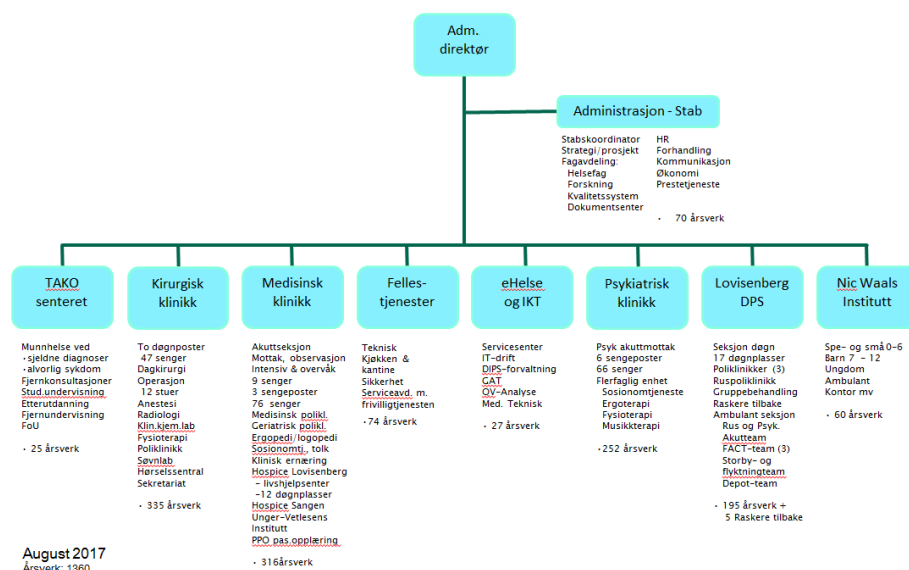 Adm.
direktør
Administrasjon - Stab
Stabskoordinator
Strategi/prosjekt
Fagavdeling:
Helsefag
Forskning
Kvalitetssystem
Dokumentsenter
HR
Forhandling
Kommunikasjon
Økonomi
Prestetjeneste
• 70 årsverk
TAKO
senteret
Munnhelse ved
•sjeldne diagnoser
•alvorlig sykdom
Fjernkonsultasjoner
Stud.undervisning
Etterutdanning
Fjernundervisning
FoU
• 25 årsverk
Kirurgisk
klinikk
To døgnposter
47 senger
Dagkirurgi
Operasjon
12 stuer
Anestesi
Radiologi
Klin.kjem.lab
Fysioterapi
Poliklinikk
Søvnlab
Hørselssentral
Sekretariat
• 335 årsverk
Medisinsk
klinikk
Akuttseksjon
Mottak, observasjon
Intensiv & overvåk
9 senger
3 sengeposter
76 senger
Medisinsk polikl.
Geriatrisk polikl.
Ergopedi/logopedi
Sosionomtj., tolk
Klinisk ernæring
Hospice Lovisenberg
- livshjelpsenter
-12 døgnplasser
Hospice Sangen
Unger-Vetlesens
Institutt
PPO pas.opplæring
• 316årsverk
Felles-
tjenester
Teknisk
Kjøkken &
kantine
Sikkerhet
Serviceavd. m.
frivilligtjenesten
•74 årsverk
eHelse
og IKT
Servicesenter
IT-drift
DIPS-forvaltning
GAT
QV-Analyse
Med. Teknisk
• 27 årsverk
Psykiatrisk
klinikk
Psyk akuttmottak
6 sengeposter
66 senger
Flerfaglig enhet
Sosionomtjeneste
Ergoterapi
Fysioterapi
Musikkterapi
•252 årsverk
Lovisenberg
DPS
Seksjon døgn
17 døgnplasser
Poliklinikker (3)
Ruspoliklinikk
Gruppebehandling
Raskere tilbake
Ambulant seksjon
Rus og Psyk.
Akutteam
FACT-team (3)
Storby- og
flyktningteam
Depot-team
• 195 årsverk +
5 Raskere tilbake
Nic Waals
Institutt
Spe- og små 0-6
Barn 7 - 12
Ungdom
Ambulant
Kontor mv
• 60 årsverk
August 2017
Årsverk: 1360